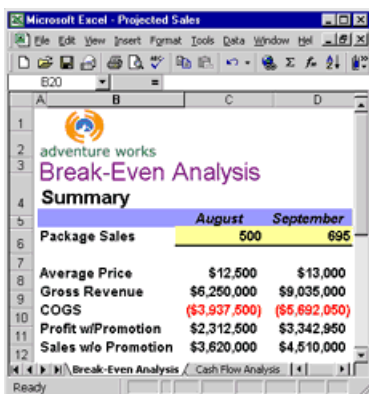 Microsoft Excel - Projected Sales
File Edit View Insert Format Tools Data Window Hel
B20 =
A B C D
1
2 adventure works
3 Break-Even Analysis
4 Summary
5 August September
6 Package Sales 500 695
7
8 Average Price $12,500 $13,000
9 Gross Revenue $6,250,000 $9,035,000
10 COGS ($3,937,500) ($5,692,050)
11 Profit w/Promotion $2,312,500 $3,342,950
12 Sales w/o Promotion $3,620,000 $4,510,000
Break-Even Analysis Cash Flow Analysis
Ready